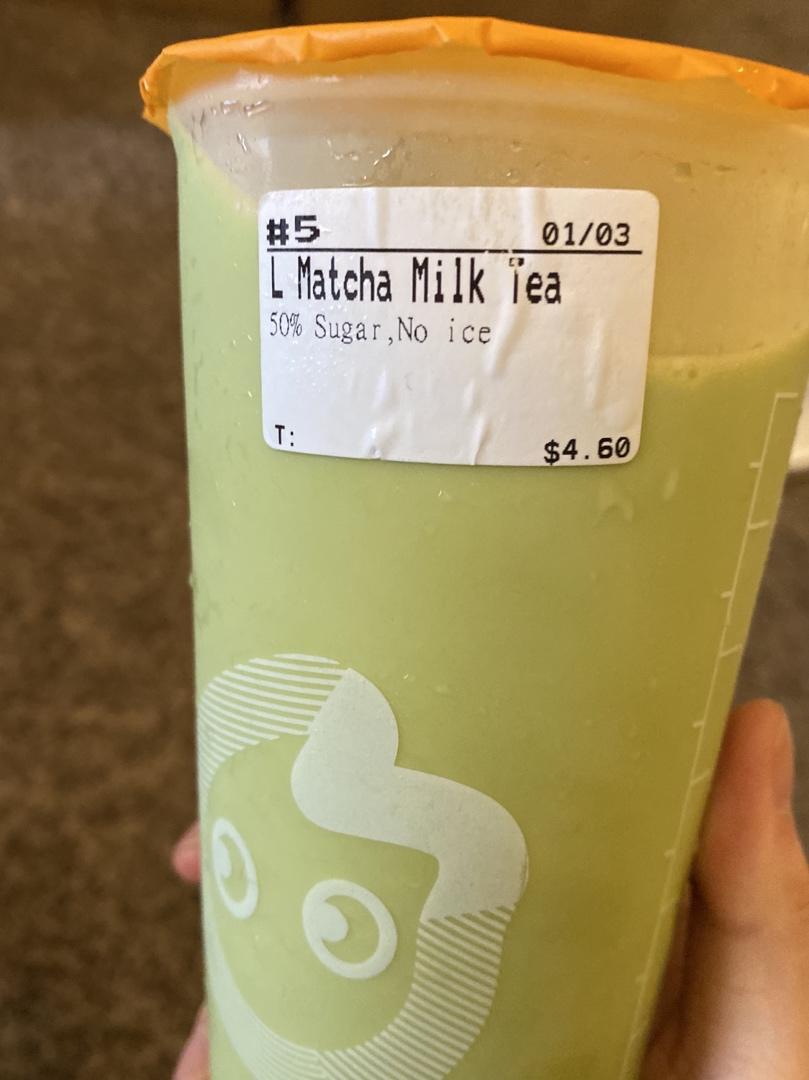 #5 01/03
L Matcha Milk Tea
50% Sugar,No ice
T: $4.60